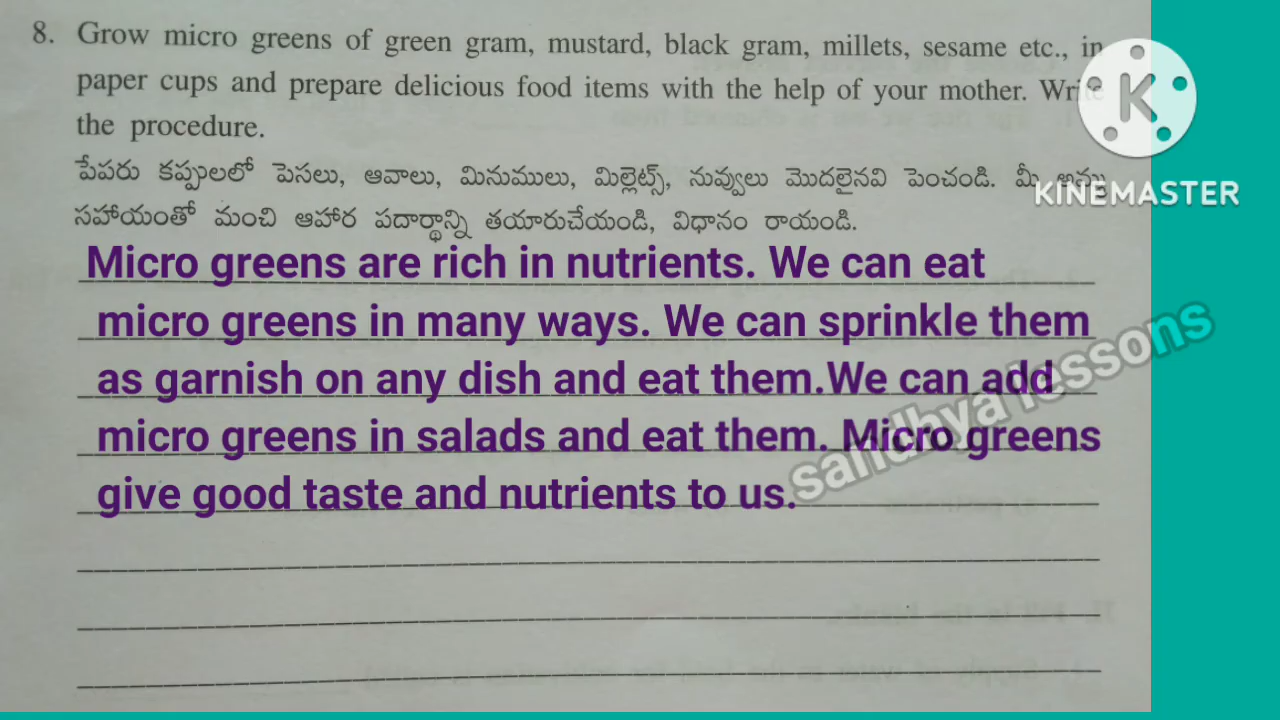 8. Grow micro greens of green gram, mustard, black gram, millets, sesame etc., in
paper cups and prepare delicious food items with the help of your mother. Write
the procedure.
పేపరు కప్పులలో పెసలు, ఆవాలు, మినుములు, మిల్లెట్స్, నువ్వులు మొదలైనవి పెంచండి. మీ అమ్మ
సహాయంతో మంచి ఆహార పదార్థాన్ని తయారుచేయండి, విధానం రాయండి.
K
KINEMASTER
Micro greens are rich in nutrients. We can eat
micro greens in many ways. We can sprinkle them
as garnish on any dish and eat them.We can add
micro greens in salads and eat them. Micro greens
give good taste and nutrients to us.
sandhya lessons